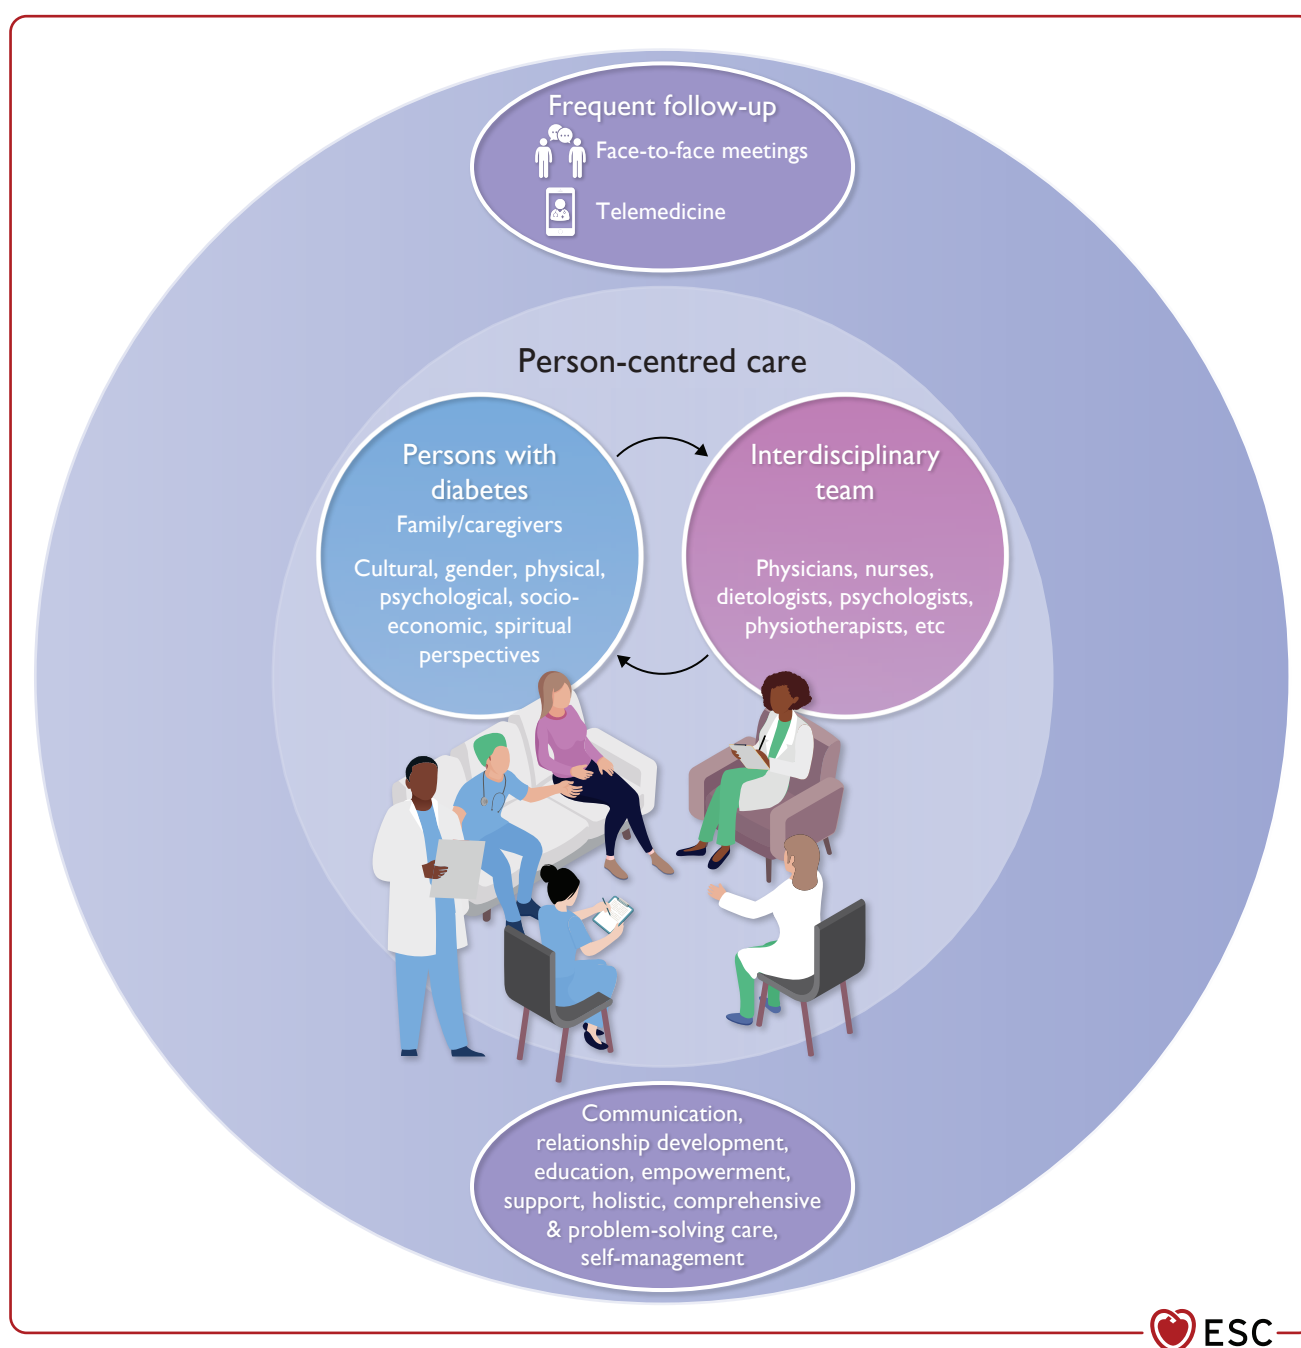 Frequent follow-up
Face-to-face meetings
Telemedicine
Person-centred care
Persons with
diabetes
Family/caregivers
Cultural, gender, physical,
psychological, socio-
economic, spiritual
perspectives
Interdisciplinary
team
Physicians, nurses,
dietologists, psychologists,
physiotherapists, etc
Communication,
relationship development,
education, empowerment,
support, holistic, comprehensive
& problem-solving care,
self-management
ESC